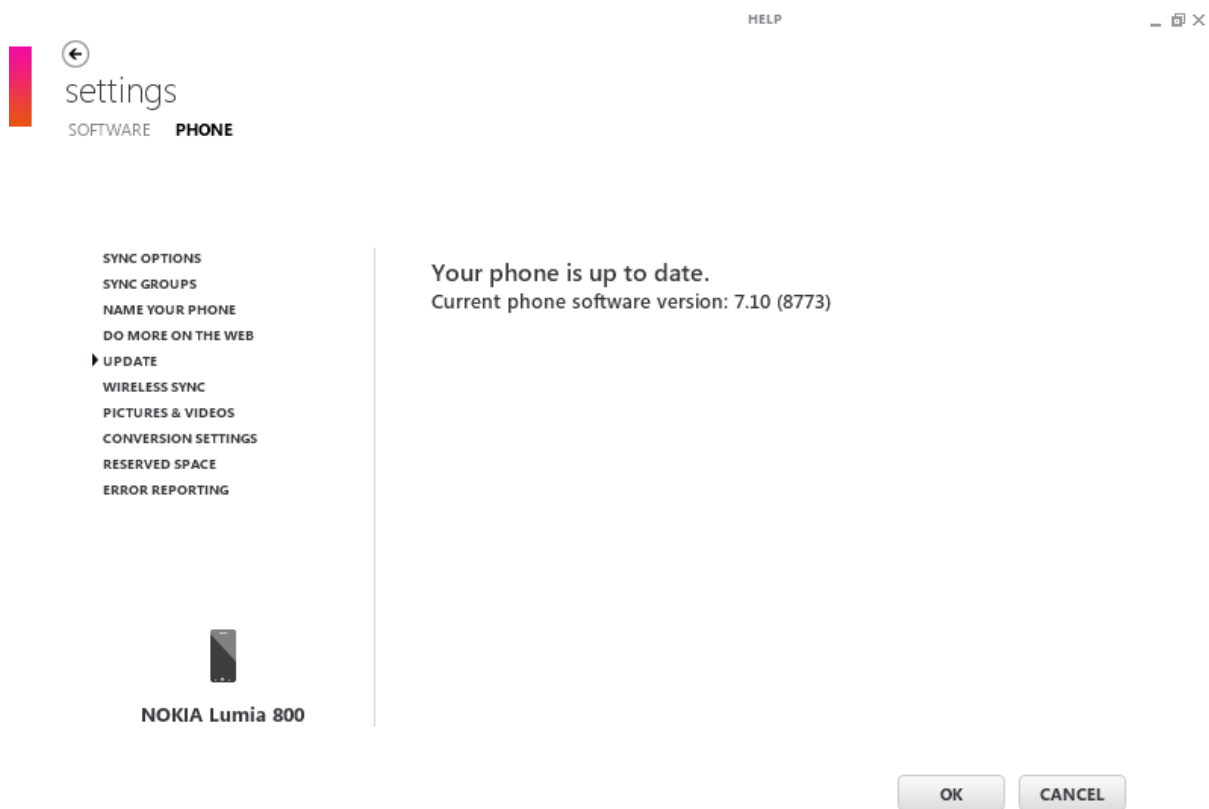 HELP
settings
SOFTWARE PHONE
SYNC OPTIONS
SYNC GROUPS
NAME YOUR PHONE
DO MORE ON THE WEB
UPDATE
WIRELESS SYNC
PICTURES & VIDEOS
CONVERSION SETTINGS
RESERVED SPACE
ERROR REPORTING
NOKIA Lumia 800
Your phone is up to date.
Current phone software version: 7.10 (8773)
OK CANCEL